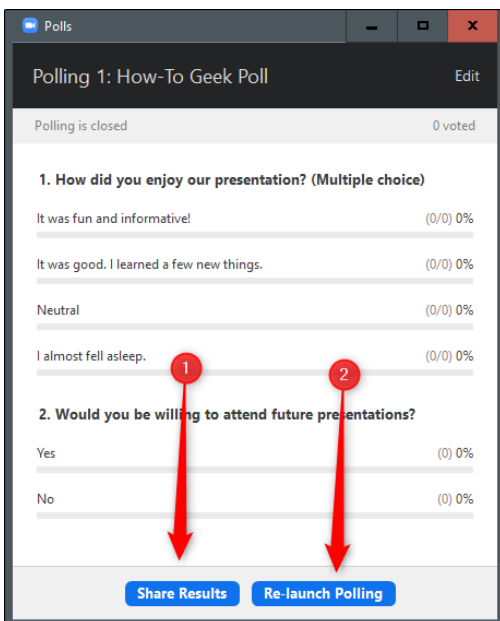 Polls
Polling 1: How-To Geek Poll Edit
Polling is closed 0 voted
1. How did you enjoy our presentation? (Multiple choice)
It was fun and informative! (0/0) 0%
It was good. I learned a few new things. (0/0) 0%
Neutral (0/0) 0%
I almost fell asleep. (0/0) 0%
1 2
2. Would you be willing to attend future presentations?
Yes (0) 0%
No (0) 0%
Share Results Re-launch Polling